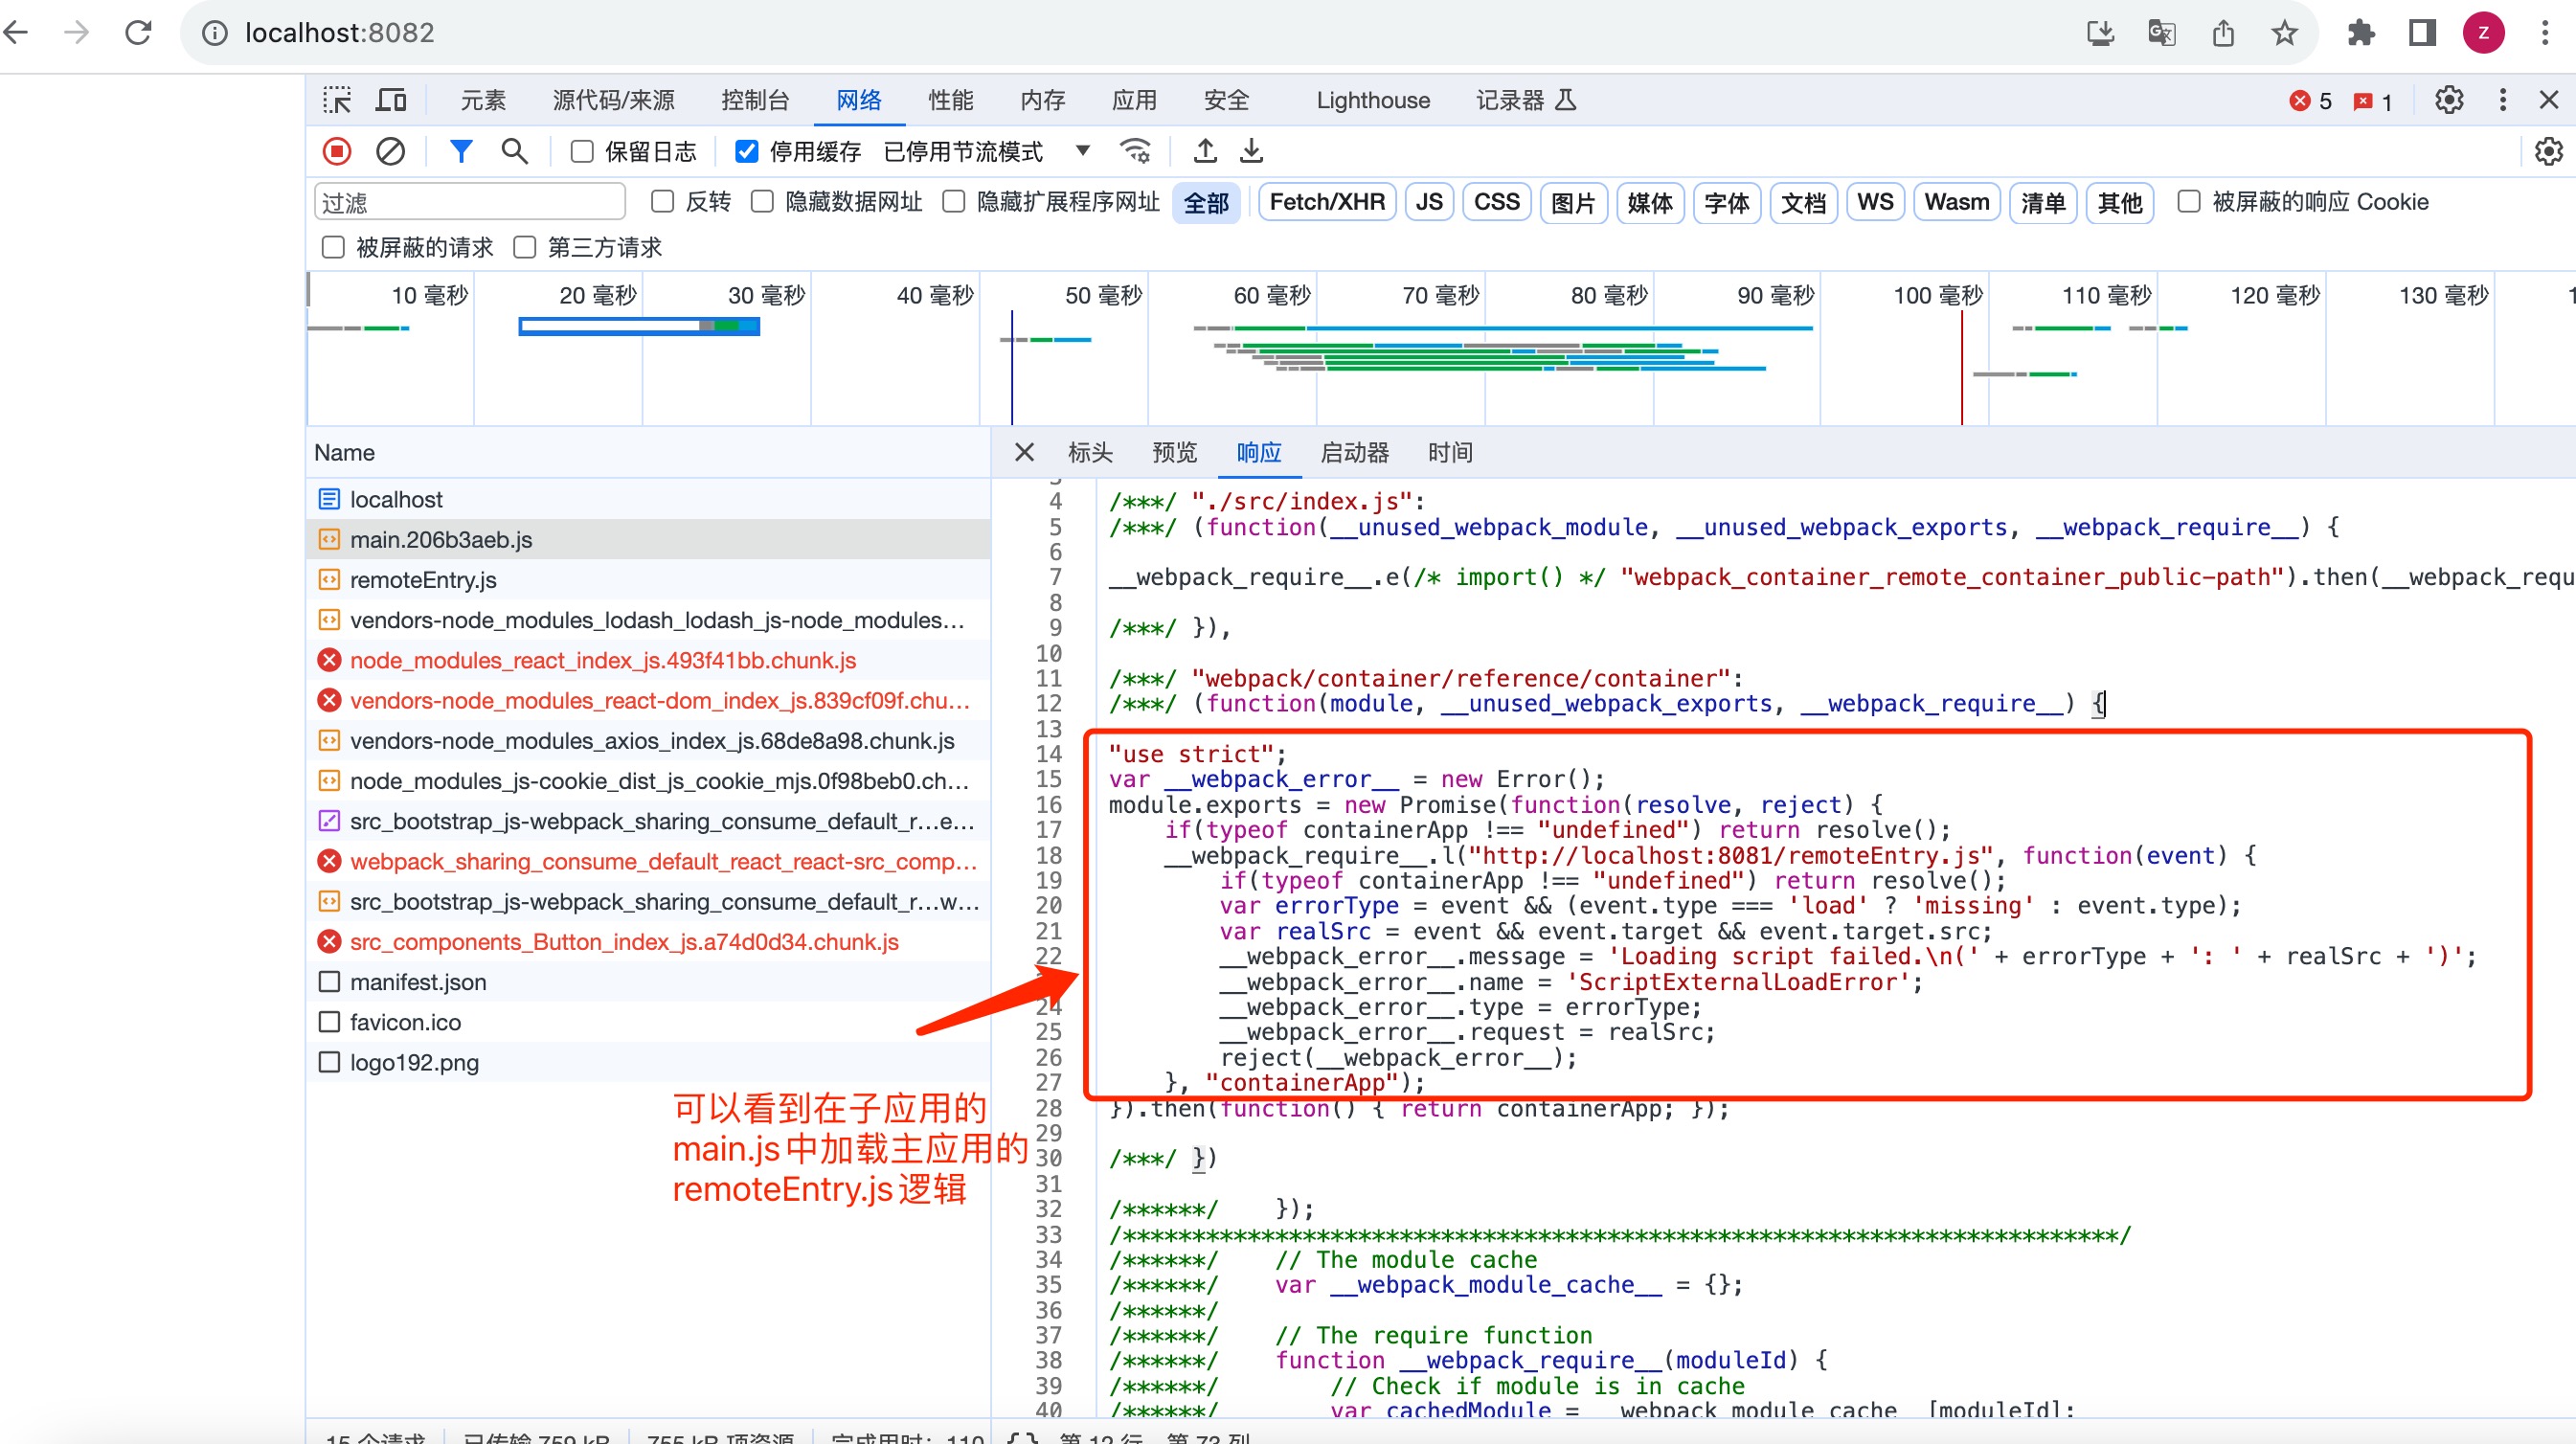 localhost:8082
Z
元素 源代码/来源 控制台 网络 性能 内存 应用 安全 Lighthouse 记录器 5 1
保留日志 停用缓存 已停用节流模式
过滤 反转 隐藏数据网址 隐藏扩展程序网址 全部 Fetch/XHR JS CSS 图片 媒体 字体 文档 WS Wasm 清单 其他 被屏蔽的响应 Cookie
被屏蔽的请求 第三方请求
10 毫秒 20 毫秒 30 毫秒 40 毫秒 50 毫秒 60 毫秒 70 毫秒 80 毫秒 90 毫秒 100 毫秒 110 毫秒 120 毫秒 130 毫秒
Name
localhost
main.206b3aeb.js
remoteEntry.js
vendors-node_modules_lodash_lodash_js-node_modules…
node_modules_react_index_js.493f41bb.chunk.js
vendors-node_modules_react-dom_index_js.839cf09f.chu…
vendors-node_modules_axios_index_js.68de8a98.chunk.js
node_modules_js-cookie_dist_js_cookie_mjs.0f98beb0.ch…
src_bootstrap_js-webpack_sharing_consume_default_r…e…
webpack_sharing_consume_default_react_react-src_comp…
src_bootstrap_js-webpack_sharing_consume_default_r…w…
src_components_Button_index_js.a74d0d34.chunk.js
manifest.json
favicon.ico
logo192.png
可以看到在子应用的
main.js中加载主应用的
remoteEntry.js逻辑
标头 预览 响应 启动器 时间
4 /***/ "./src/index.js":
5 /***/ (function(__unused_webpack_module, __unused_webpack_exports, __webpack_require__) {
6
7 __webpack_require__.e(/* import() */ "webpack_container_remote_container_public-path").then(__webpack_requ
8
9 /***/ }),
10
11 /***/ "webpack/container/reference/container":
12 /***/ (function(module, __unused_webpack_exports, __webpack_require__) {
13
14 "use strict";
15 var __webpack_error__ = new Error();
16 module.exports = new Promise(function(resolve, reject) {
17 if(typeof containerApp !== "undefined") return resolve();
18 __webpack_require__.l("http://localhost:8081/remoteEntry.js", function(event) {
19 if(typeof containerApp !== "undefined") return resolve();
20 var errorType = event && (event.type === 'load' ? 'missing' : event.type);
21 var realSrc = event && event.target && event.target.src;
22 __webpack_error__.message = 'Loading script failed.\n(' + errorType + ': ' + realSrc + ')';
__webpack_error__.name = 'ScriptExternalLoadError';
24 __webpack_error__.type = errorType;
25 __webpack_error__.request = realSrc;
26 reject(__webpack_error__);
27 }, "containerApp");
28 }).then(function() { return containerApp; });
29
30 /***/ })
31
32 /******/ });
33 /************************************************************************/
34 /******/ // The module cache
35 /******/ var __webpack_module_cache__ = {};
36 /******/
37 /******/ // The require function
38 /******/ function __webpack_require__(moduleId) {
39 /******/ // Check if module is in cache
40 /******/ var cachedModule = __webpack_module_cache__[moduleId];
15 个请求 已传输 759 kB 755 kB 项资源 完成用时: 110 {} 第 12 行，第 73 列